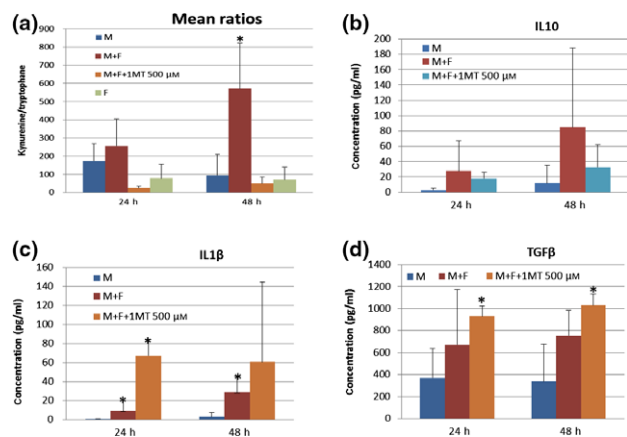 (a)
Mean ratios
M
M+F
M+F+1MT 500 μM
F
Kynurenine/tryptophane
900
800
700
600
500
400
300
200
100
0
*
24 h
48 h
(b)
IL10
M
M+F
M+F+1MT 500 μM
Concentration (pg/ml)
200
180
160
140
120
100
80
60
40
20
0
24 h
48 h
(c)
IL1β
M
M+F
M+F+1MT 500 μM
Concentration (pg/ml)
160
140
120
100
80
60
40
20
0
*
*
*
24 h
48 h
(d)
TGFβ
M
M+F
M+F+1MT 500 μM
Concentration (pg/ml)
1400
1200
1000
800
600
400
200
0
*
*
24 h
48 h